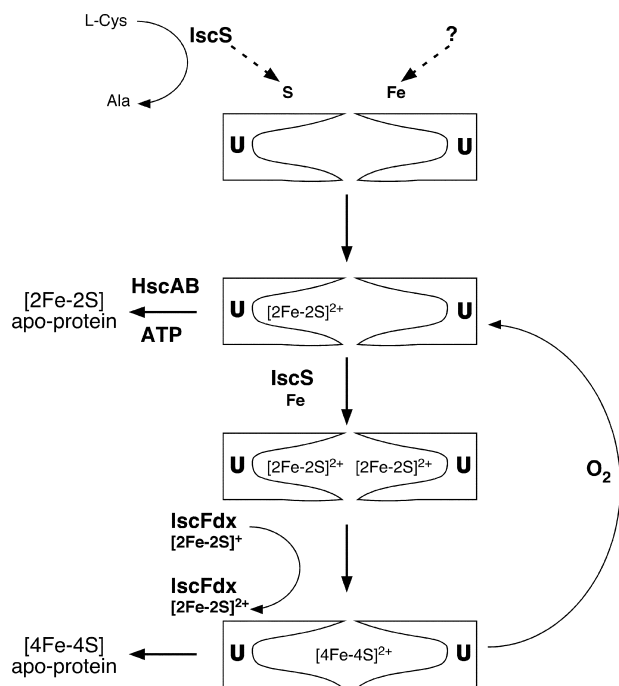 L-Cys
IscS
?
Ala
S
Fe
U
U
HscAB
[2Fe-2S]
apo-protein
ATP
U
[2Fe-2S]²⁺
U
IscS
Fe
U
[2Fe-2S]²⁺
[2Fe-2S]²⁺
U
O₂
IscFdx
[2Fe-2S]⁺
IscFdx
[2Fe-2S]²⁺
[4Fe-4S]
apo-protein
U
[4Fe-4S]²⁺
U